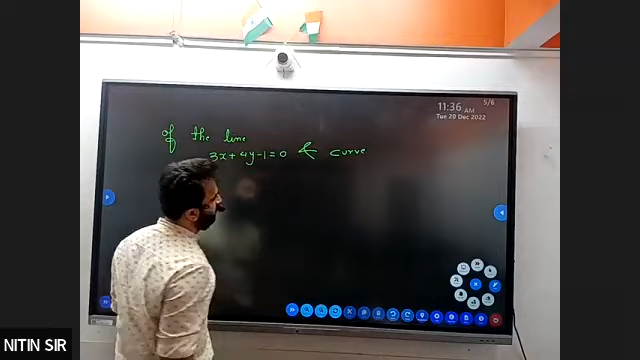 11:36 AM
5/6
Tue 20 Dec 2022
of the line
3x + 4y - 1 = 0 & curve
NITIN SIR